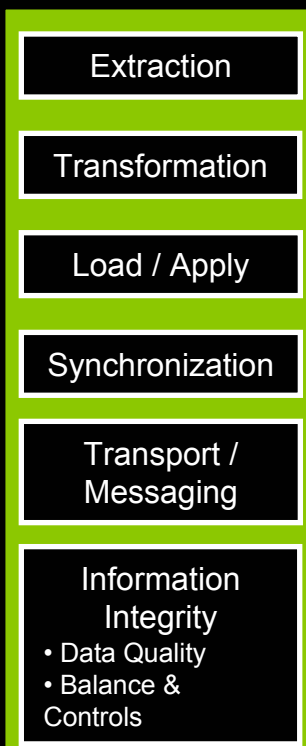 Extraction
Transformation
Load / Apply
Synchronization
Transport /
Messaging
Information
Integrity
• Data Quality
• Balance &
Controls